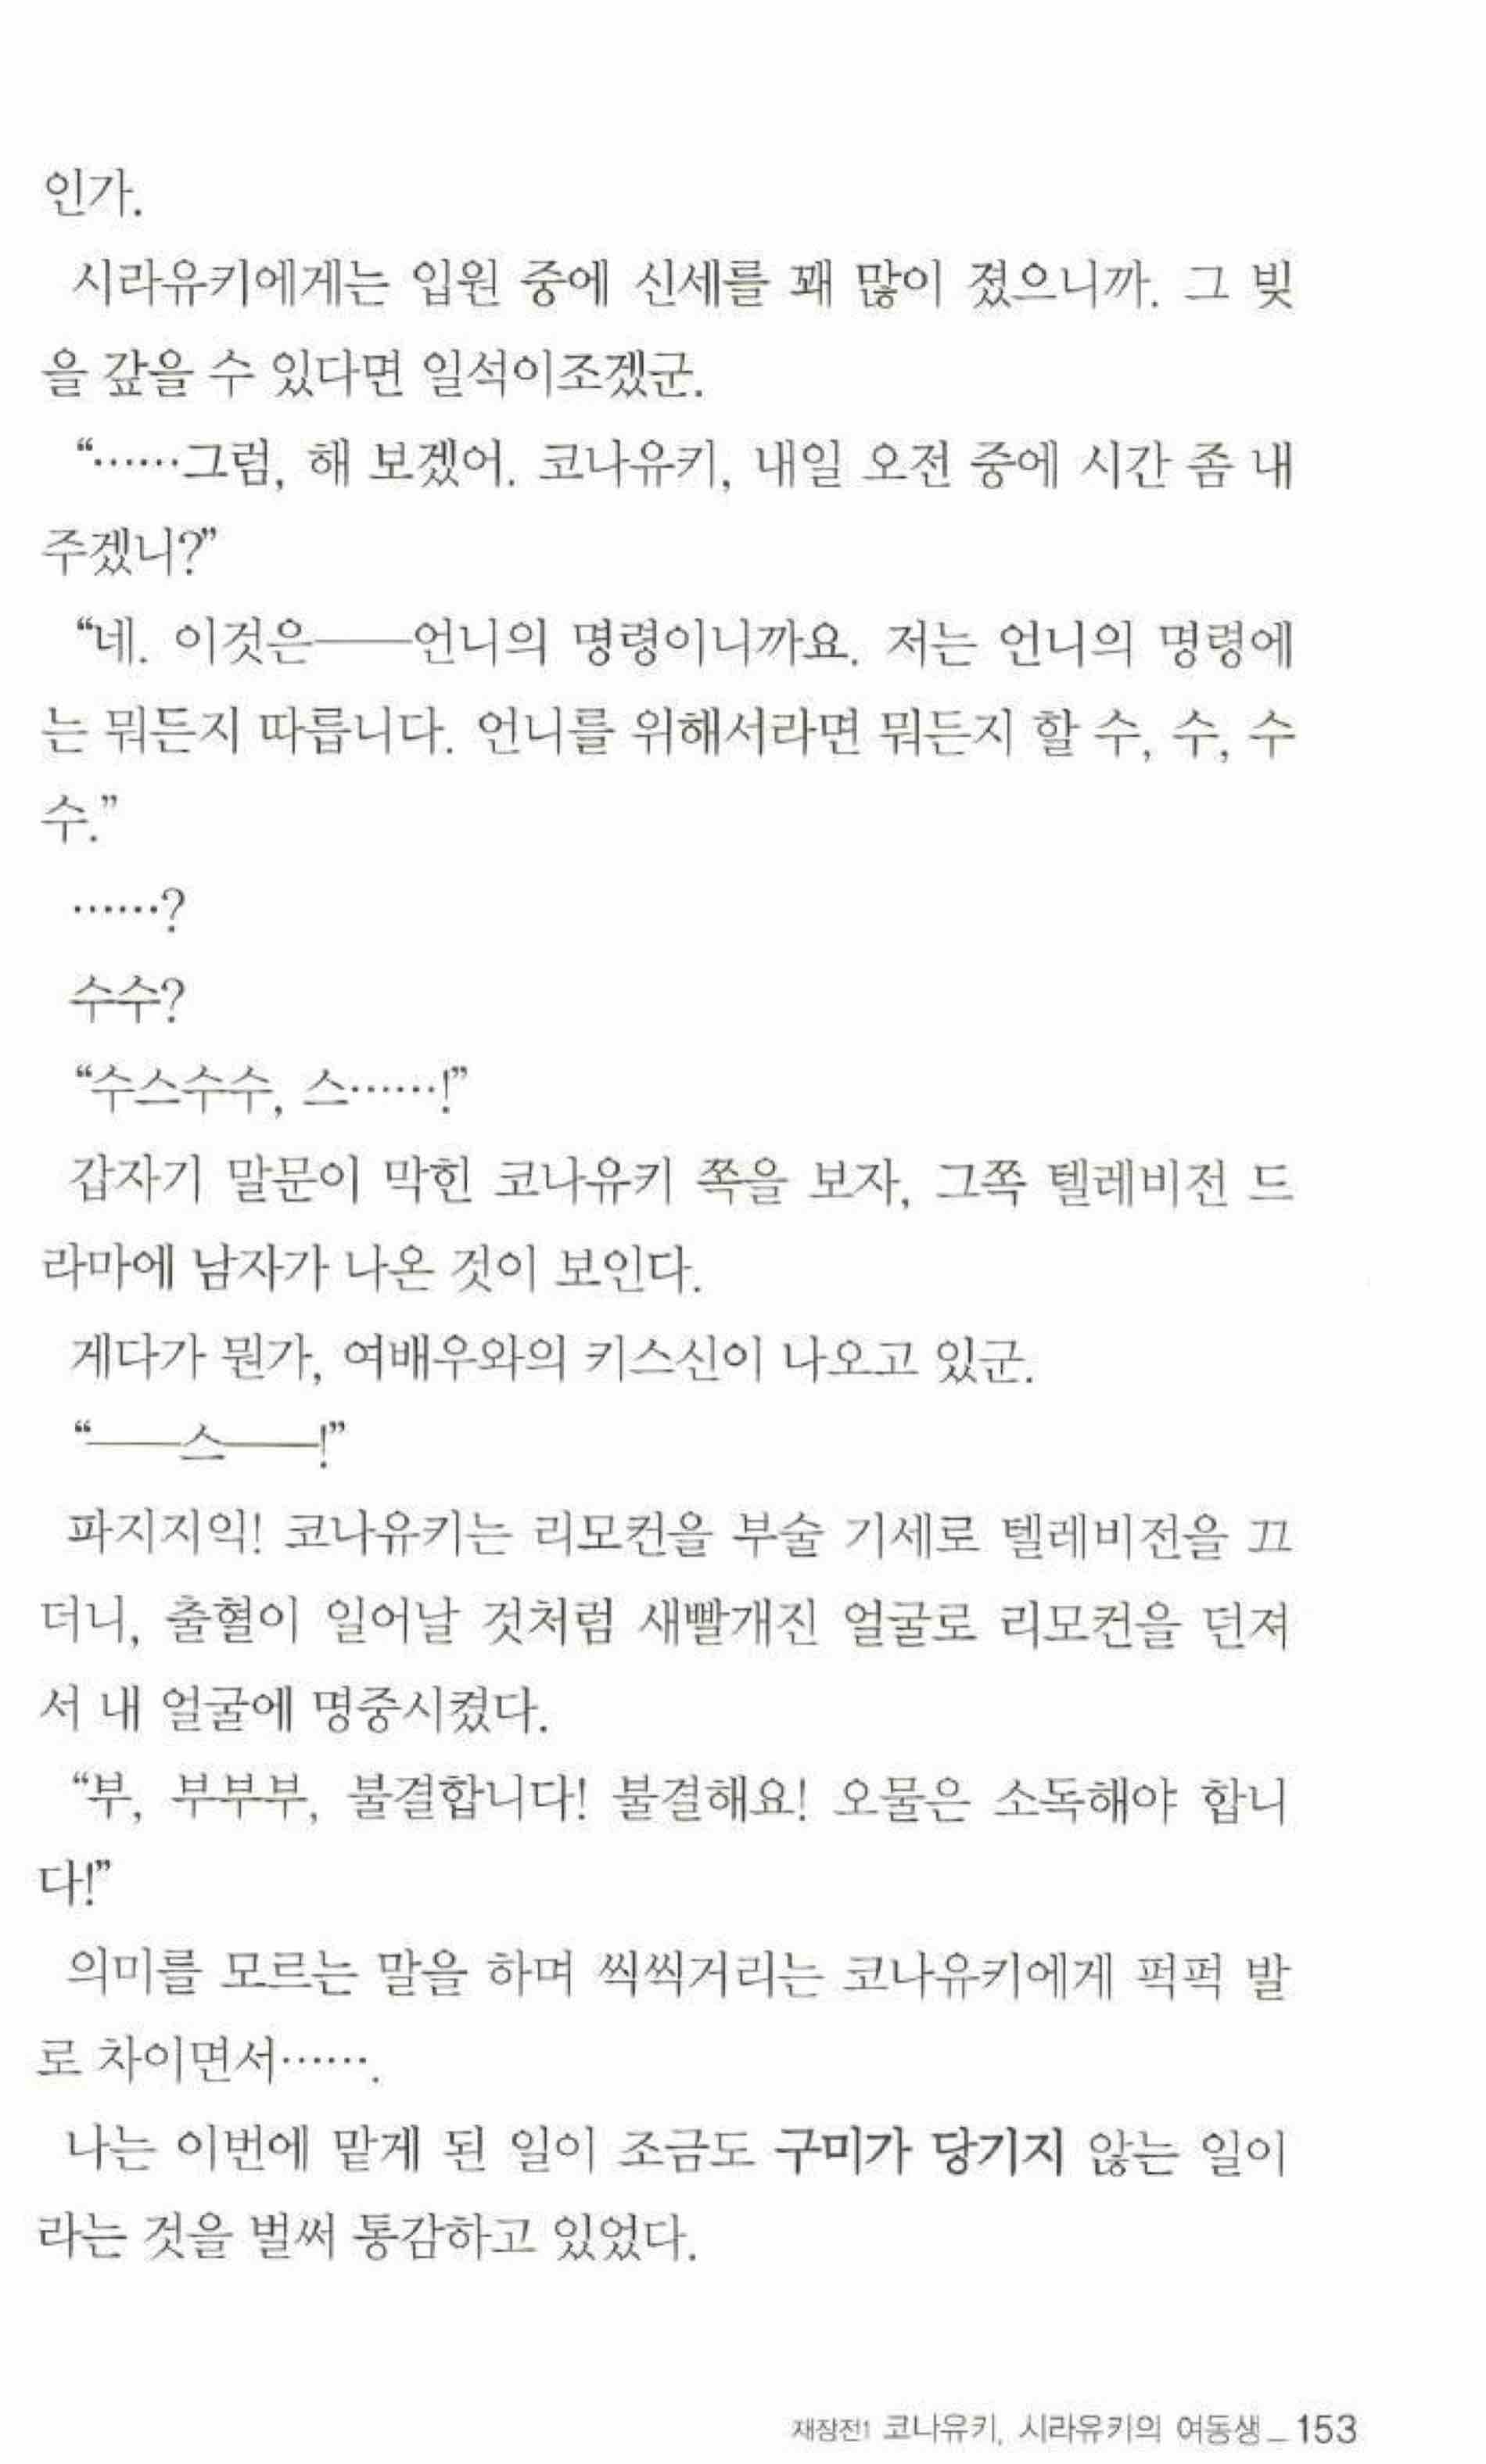 인가.
시라유키에게는 입원 중에 신세를 꽤 많이 졌으니까. 그 빚
을 갚을 수 있다면 일석이조겠군.
“……그럼, 해 보겠어. 코나유키, 내일 오전 중에 시간 좀 내
주겠니?”
“네. 이것은──언니의 명령이니까요. 저는 언니의 명령에
는 뭐든지 따릅니다. 언니를 위해서라면 뭐든지 할 수, 수, 수
수.”
……?
수수?
“수스수수, 스……!”
갑자기 말문이 막힌 코나유키 쪽을 보자, 그쪽 텔레비전 드
라마에 남자가 나온 것이 보인다.
게다가 뭔가, 여배우와의 키스신이 나오고 있군.
“──스──!”
파지지익! 코나유키는 리모컨을 부술 기세로 텔레비전을 끄
더니, 출혈이 일어날 것처럼 새빨개진 얼굴로 리모컨을 던져
서 내 얼굴에 명중시켰다.
“부, 부부부, 불결합니다! 불결해요! 오물은 소독해야 합니
다!”
의미를 모르는 말을 하며 씩씩거리는 코나유키에게 퍽퍽 발
로 차이면서…….
나는 이번에 맡게 된 일이 조금도 구미가 당기지 않는 일이
라는 것을 벌써 통감하고 있었다.
재장전1 코나유키, 시라유키의 여동생_153